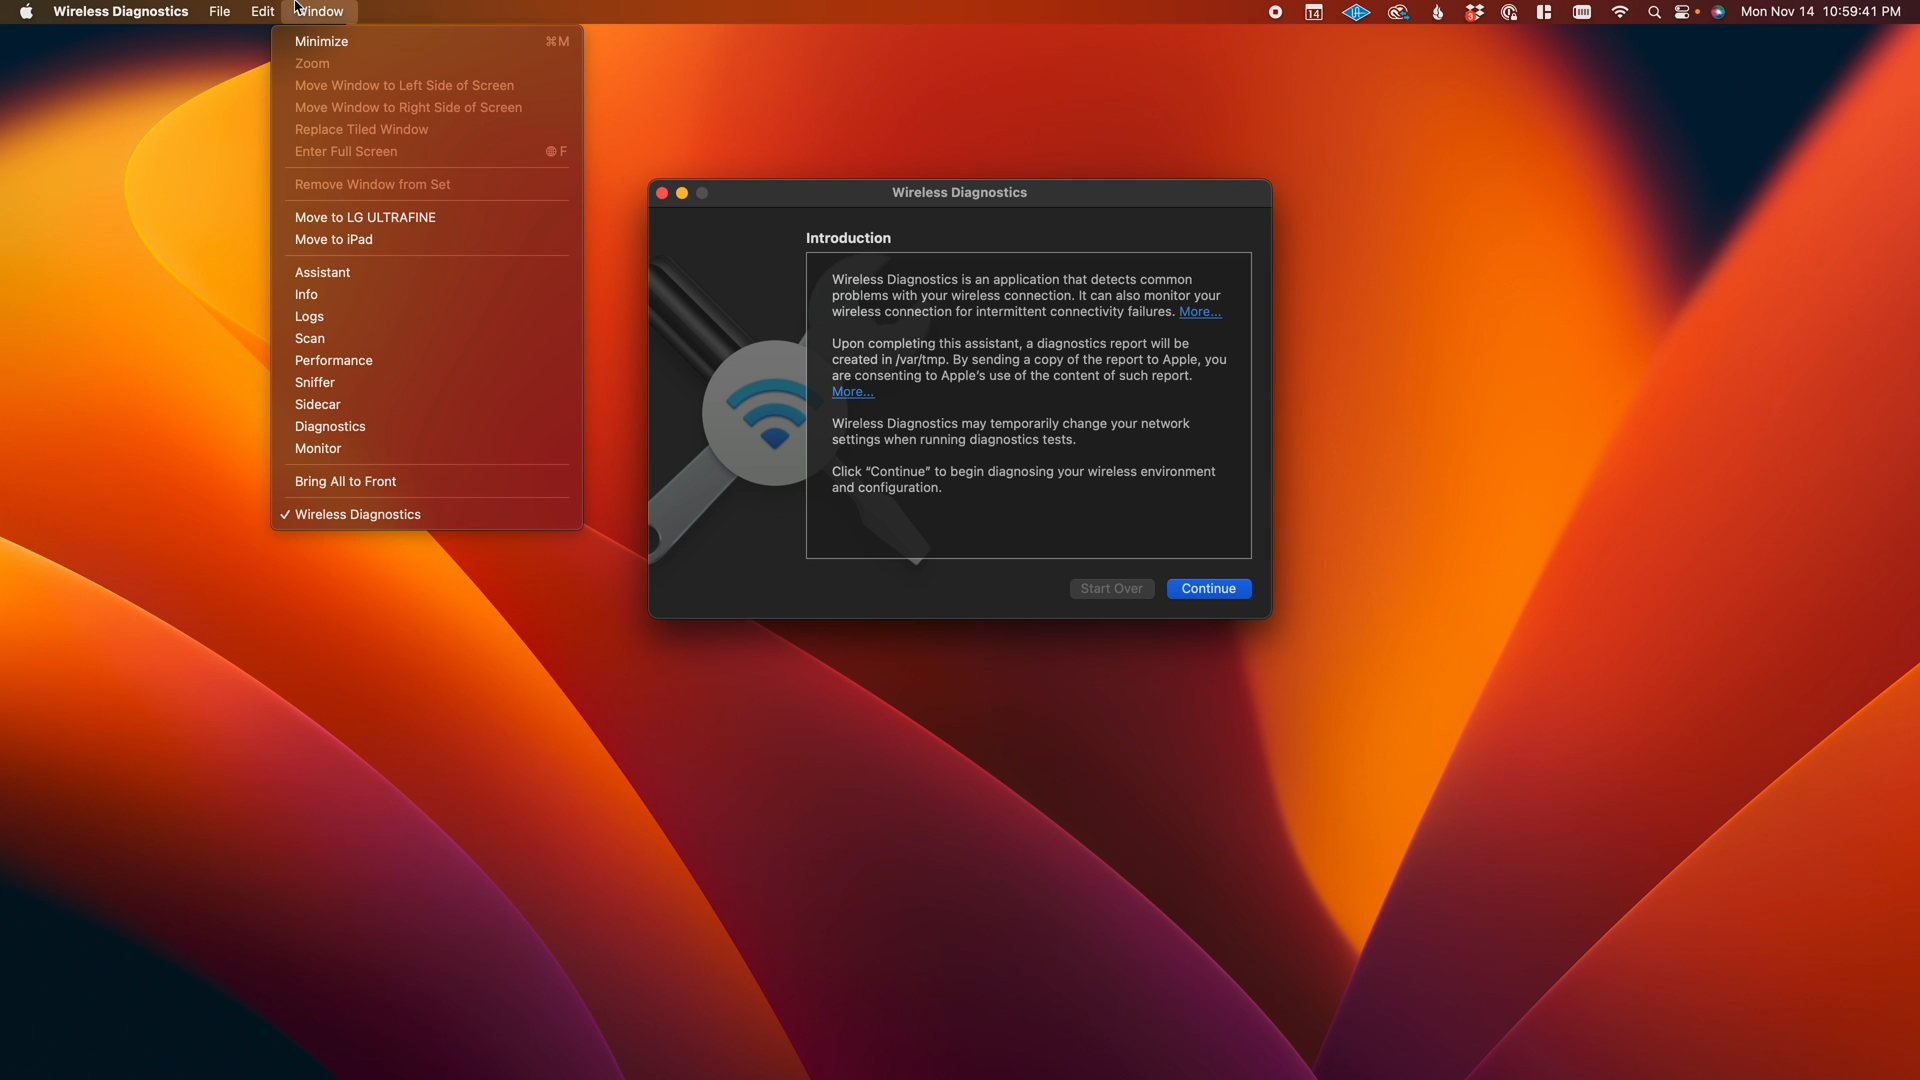 Wireless Diagnostics File Edit Window 14 3 Mon Nov 14 10:59:41 PM
Minimize ⌘M
Zoom
Move Window to Left Side of Screen
Move Window to Right Side of Screen
Replace Tiled Window
Enter Full Screen F
Remove Window from Set
Move to LG ULTRAFINE
Move to iPad
Assistant
Info
Logs
Scan
Performance
Sniffer
Sidecar
Diagnostics
Monitor
Bring All to Front
✓ Wireless Diagnostics
Wireless Diagnostics
Introduction
Wireless Diagnostics is an application that detects common
problems with your wireless connection. It can also monitor your
wireless connection for intermittent connectivity failures. More...
Upon completing this assistant, a diagnostics report will be
created in /var/tmp. By sending a copy of the report to Apple, you
are consenting to Apple's use of the content of such report.
More...
Wireless Diagnostics may temporarily change your network
settings when running diagnostics tests.
Click "Continue" to begin diagnosing your wireless environment
and configuration.
Start Over Continue